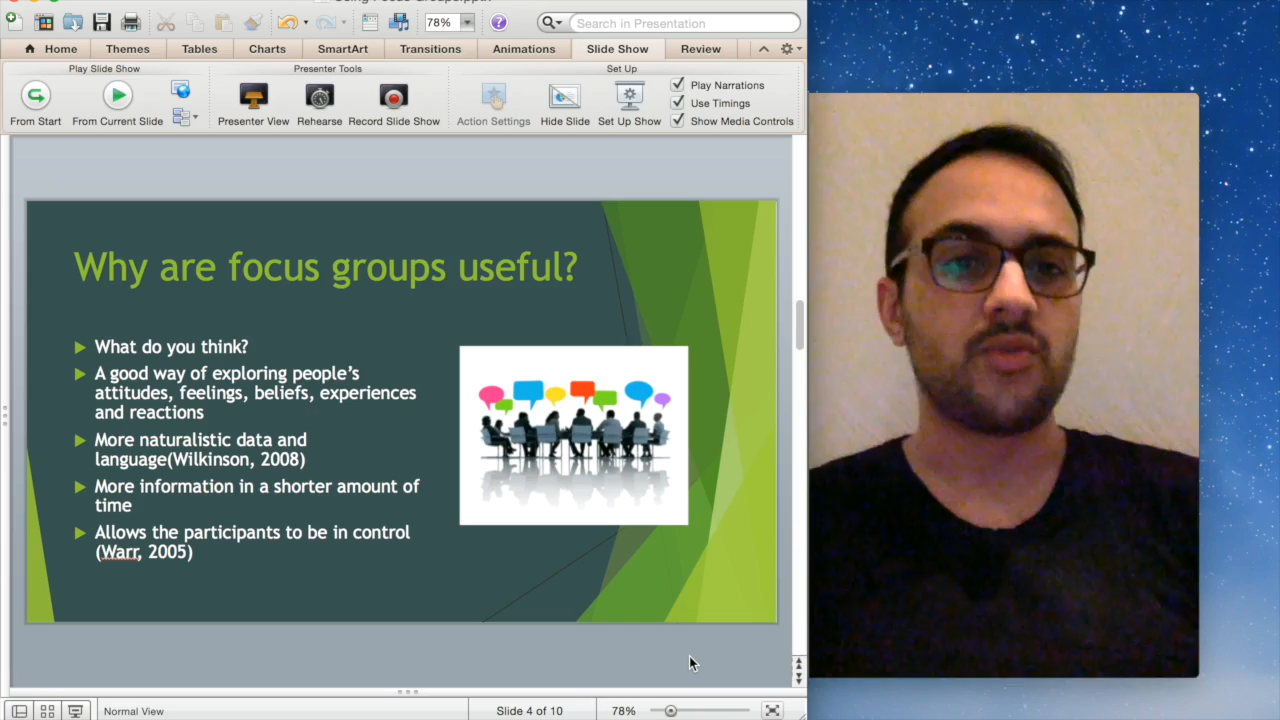 78%
Search in Presentation
Home Themes Tables Charts SmartArt Transitions Animations Slide Show Review
Play Slide Show Presenter Tools Set Up
From Start From Current Slide Presenter View Rehearse Record Slide Show Action Settings Hide Slide Set Up Show
Play Narrations
Use Timings
Show Media Controls
Why are focus groups useful?
What do you think?
A good way of exploring people's
attitudes, feelings, beliefs, experiences
and reactions
More naturalistic data and
language(Wilkinson, 2008)
More information in a shorter amount of
time
Allows the participants to be in control
(Warr, 2005)
Normal View Slide 4 of 10 78%